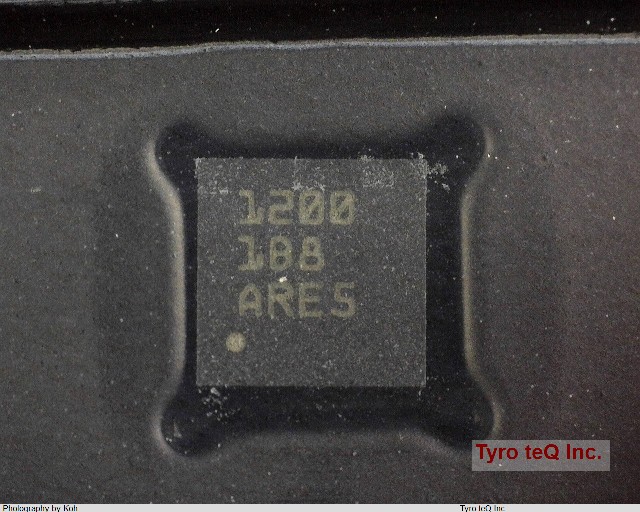 1200
188
ARES
Tyro teQ Inc.
Photography by Koh
Tyro teQ Inc